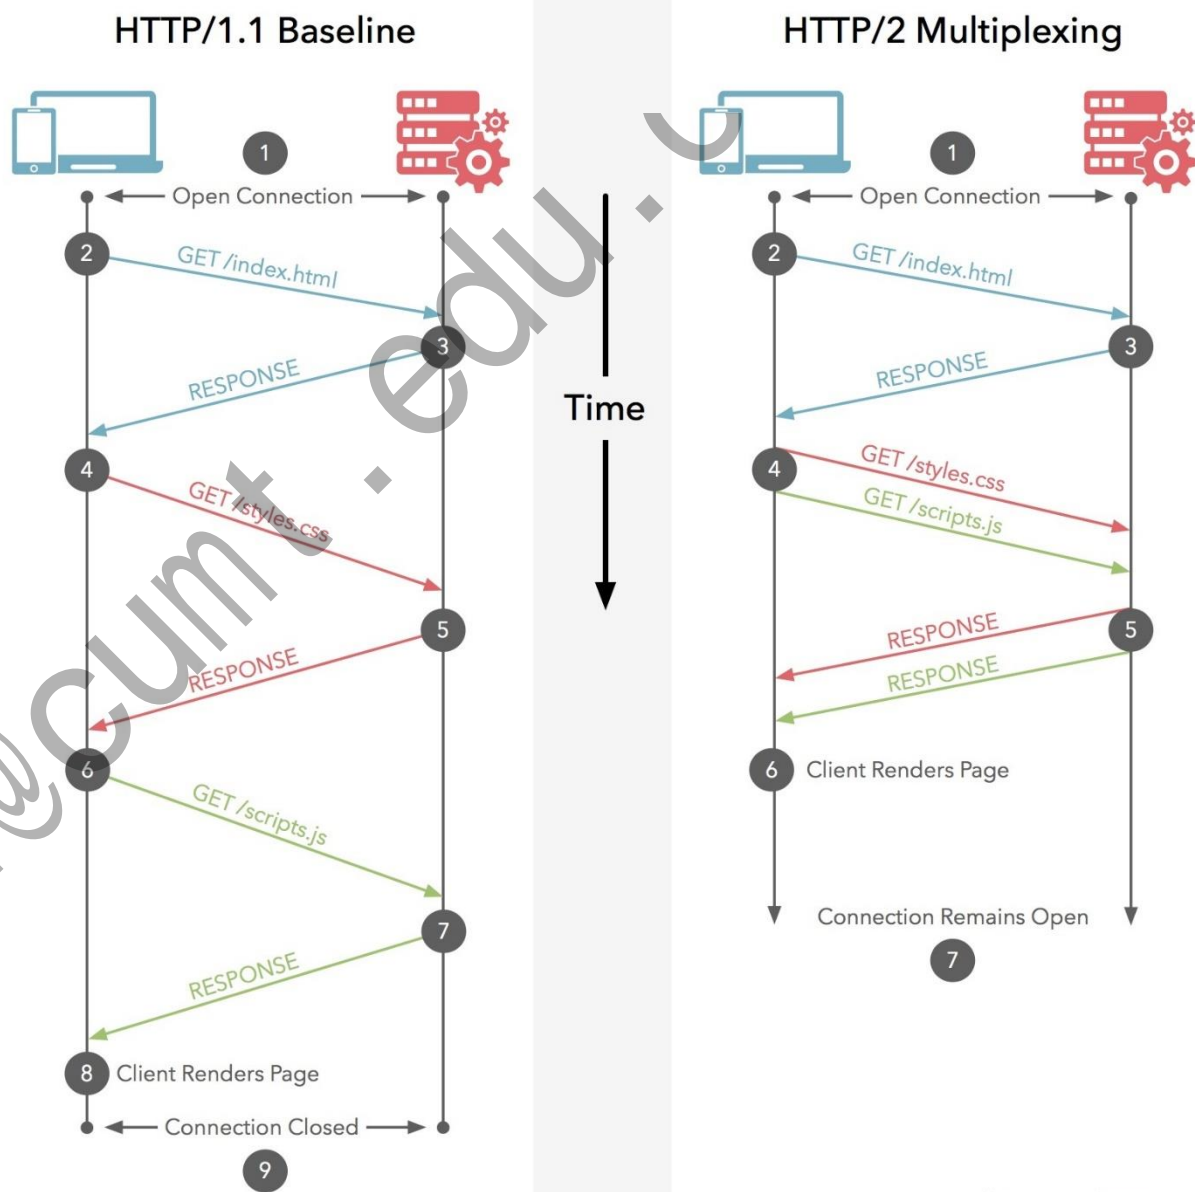 HTTP/1.1 Baseline
1
Open Connection
2
GET /index.html
3
RESPONSE
4
GET /styles.css
5
RESPONSE
6
GET /scripts.js
7
RESPONSE
8 Client Renders Page
Connection Closed
9
Time
HTTP/2 Multiplexing
1
Open Connection
2
GET /index.html
3
RESPONSE
4
GET /styles.css
GET /scripts.js
5
RESPONSE
RESPONSE
6 Client Renders Page
Connection Remains Open
7
@cumt.edu.c